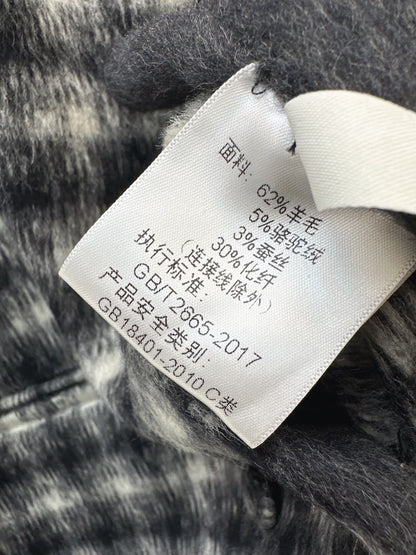 面料：62%羊毛
5%骆驼绒
3%蚕丝
30%化纤
（连接线除外）
执行标准：
GB/T2665-2017
产品安全类别：
GB18401-2010 C类